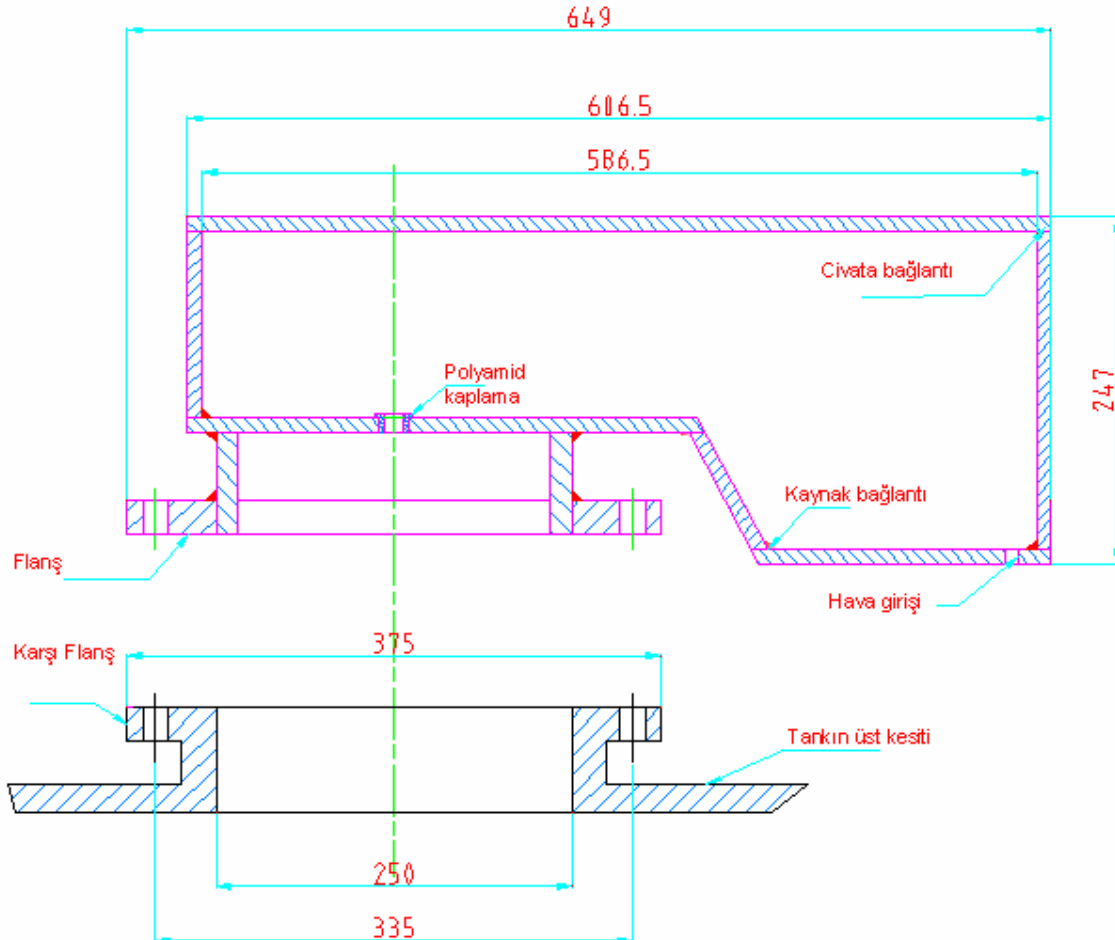 649
606.5
586.5
Civata bağlantı
247
Polyamid
kaplama
Kaynak bağlantı
Flanş
Hava girişi
Karşı Flanş
375
Tankın üst kesiti
250
335